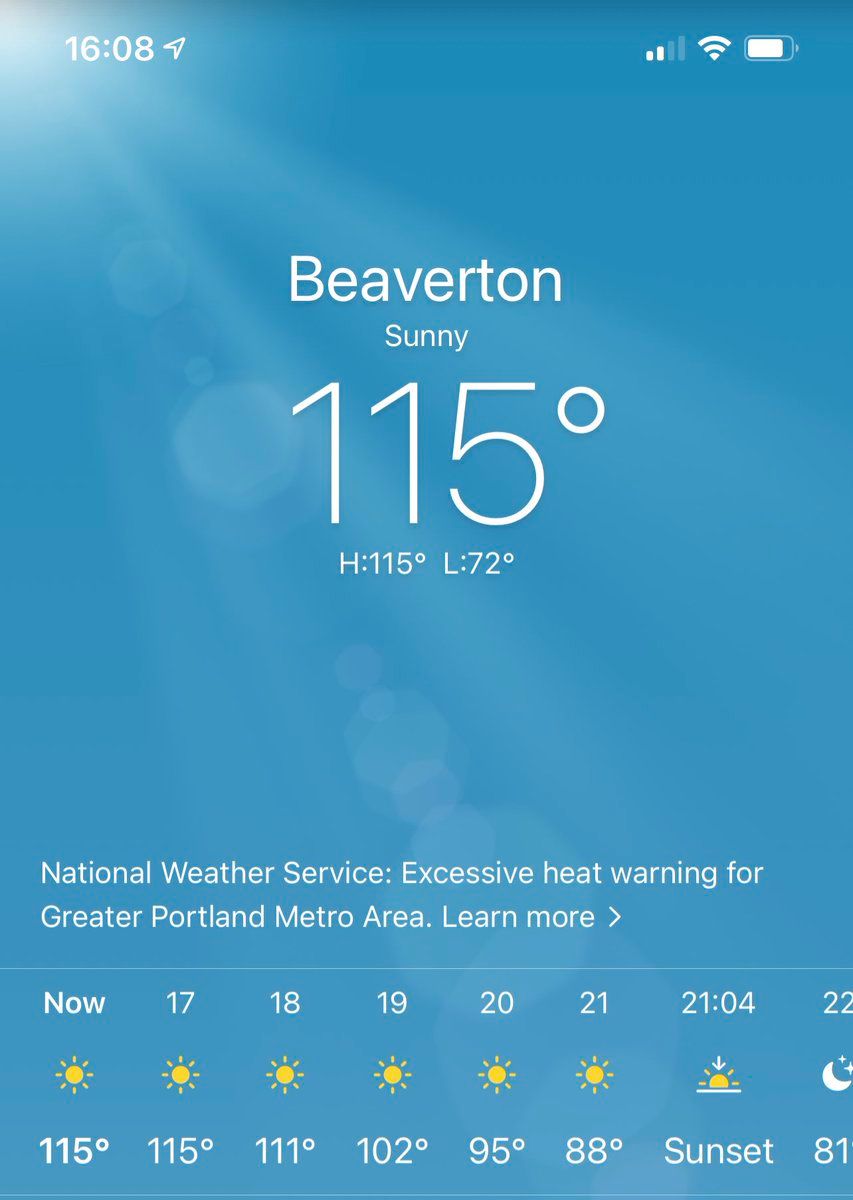 16:08
Beaverton
Sunny
115°
H:115° L:72°
National Weather Service: Excessive heat warning for
Greater Portland Metro Area. Learn more
Now 17 18 19 20 21 21:04 22
115° 115° 111° 102° 95° 88° Sunset 81°